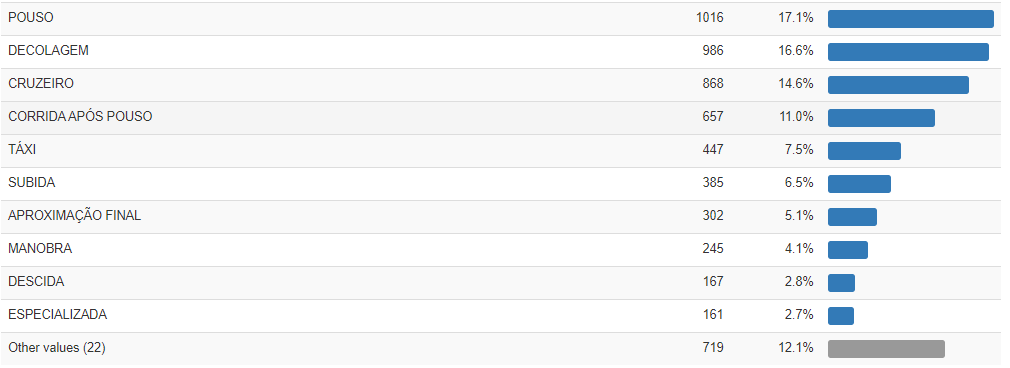 POUSO 1016 17.1%
DECOLAGEM 986 16.6%
CRUZEIRO 868 14.6%
CORRIDA APÓS POUSO 657 11.0%
TÁXI 447 7.5%
SUBIDA 385 6.5%
APROXIMAÇÃO FINAL 302 5.1%
MANOBRA 245 4.1%
DESCIDA 167 2.8%
ESPECIALIZADA 161 2.7%
Other values (22) 719 12.1%